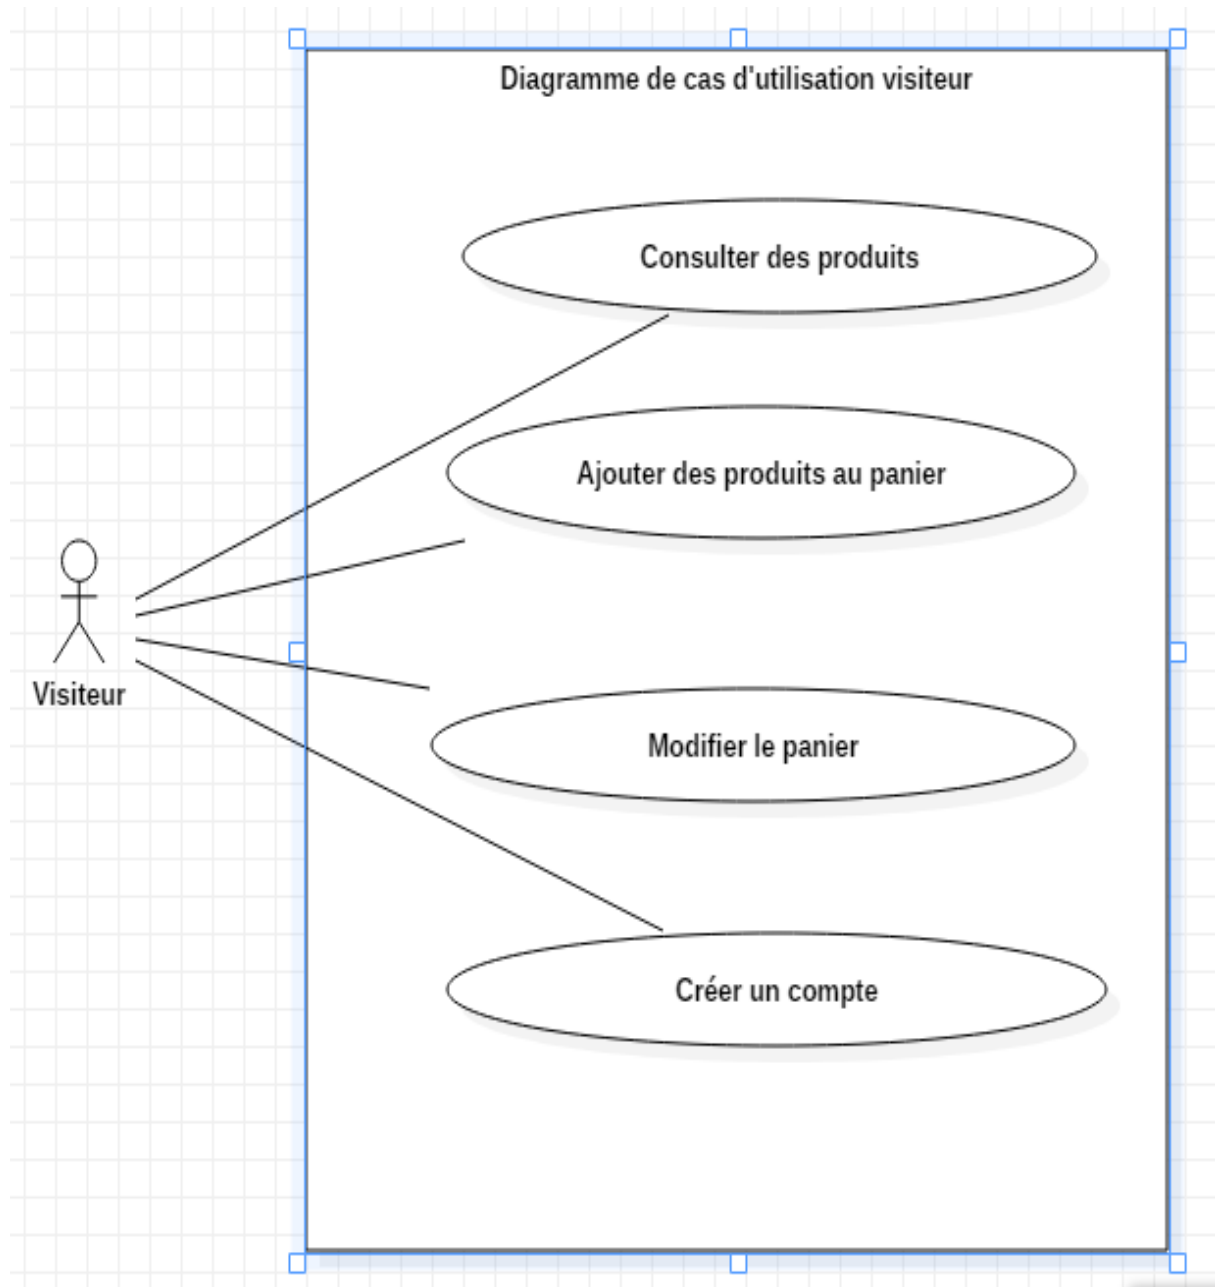 Diagramme de cas d'utilisation visiteur
Consulter des produits
Ajouter des produits au panier
Visiteur
Modifier le panier
Créer un compte